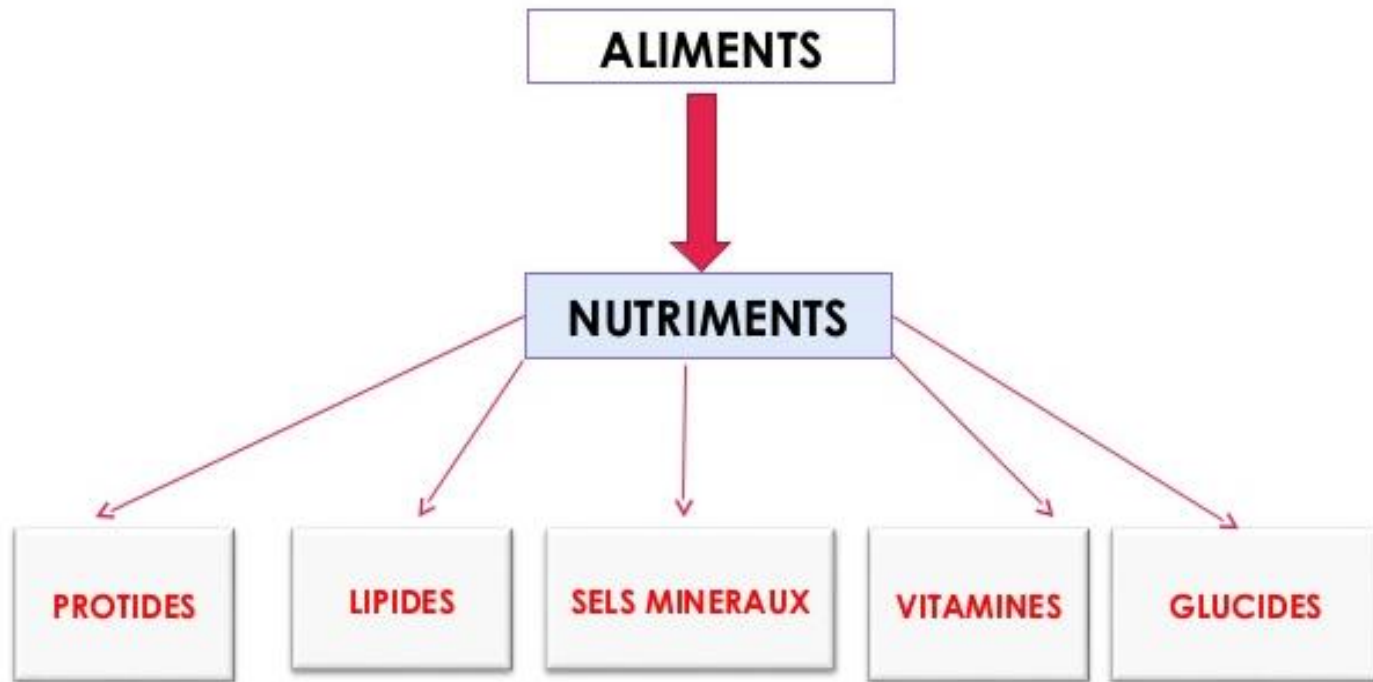 ALIMENTS
NUTRIMENTS
PROTIDES
LIPIDES
SELS MINERAUX
VITAMINES
GLUCIDES